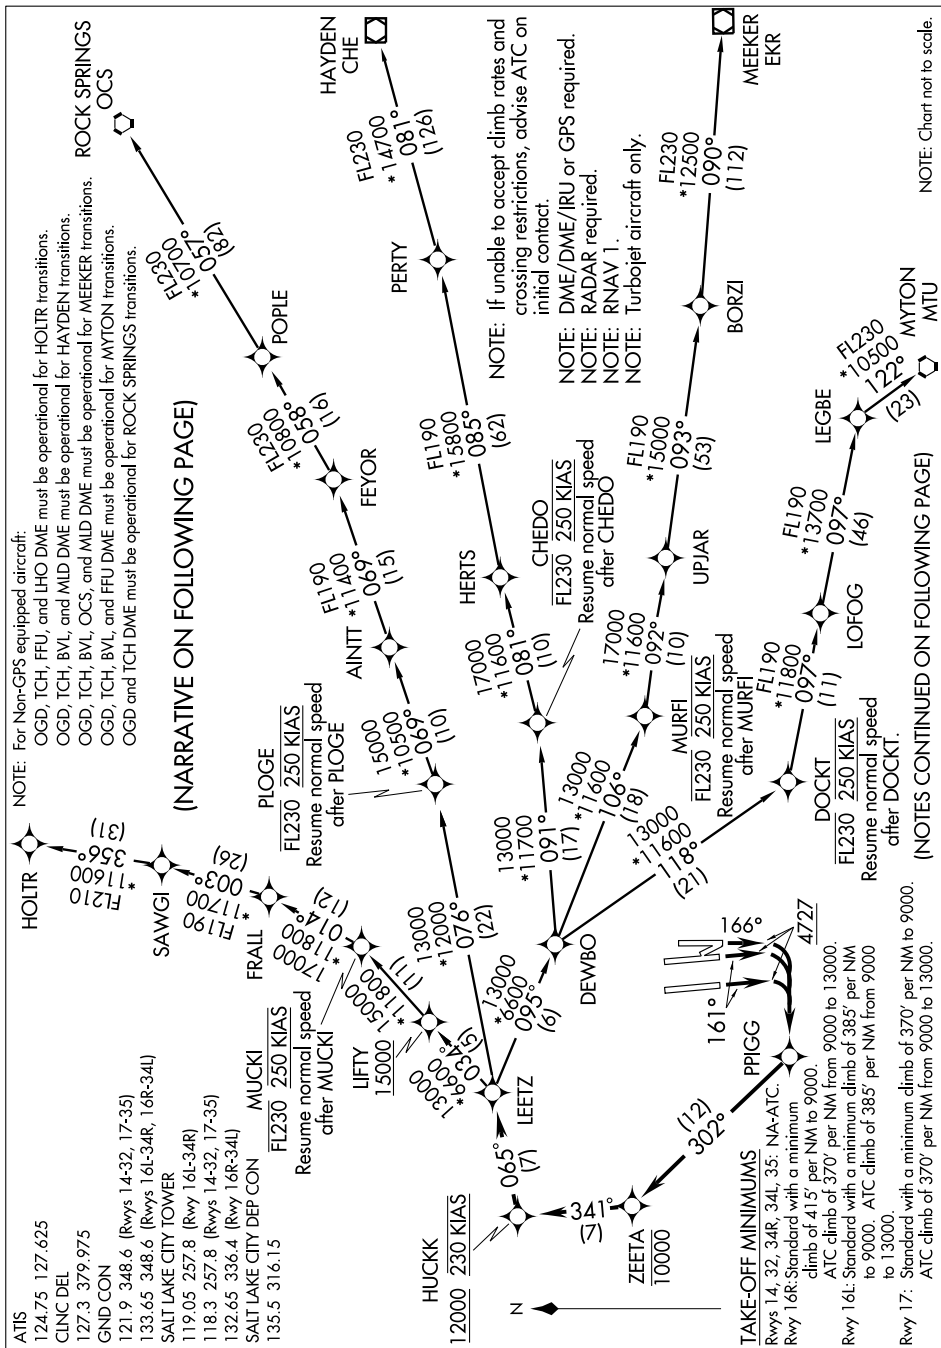 ATIS
124.75 127.625
CLNC DEL
127.3 379.975
GND CON
121.9 348.6 (Rwys 14-32, 17-35)
133.65 348.6 (Rwys 16L-34R, 16R-34L)
SALT LAKE CITY TOWER
119.05 257.8 (Rwy 16L-34R)
118.3 257.8 (Rwys 14-32, 17-35)
132.65 336.4 (Rwy 16R-34L)
SALT LAKE CITY DEP CON
135.5 316.15
NOTE: For Non-GPS equipped aircraft:
OGD, TCH, FFU, and LHO DME must be operational for HOLTR transitions.
OGD, TCH, BVL, and MLD DME must be operational for HAYDEN transitions.
OGD, TCH, BVL, OCS, and MLD DME must be operational for MEEKER transitions.
OGD, TCH, BVL, and FFU DME must be operational for MYTON transitions.
OGD and TCH DME must be operational for ROCK SPRINGS transitions.
(NARRATIVE ON FOLLOWING PAGE)
HOLTR
FL210
*11600
356°
(31)
SAWGI
FL190
*11700
003°
(26)
FRALL
17000
*11800
014°
(12)
MUCKI
FL230 250 KIAS
Resume normal speed
after MUCKI
15000
*11800
(11)
LIFTY
15000
13000
*6600
034°
(5)
LEETZ
065°
(7)
HUCKK
12000 230 KIAS
341°
(7)
ZEETA
10000
302°
(12)
PPIGG
161°
166°
4727
N
13000
*12000
076°
(22)
PLOGE
FL230 250 KIAS
Resume normal speed
after PLOGE
15000
*10500
069°
(10)
AINTT
FL190
*11400
069°
(15)
FEYOR
FL230
*10800
058°
(16)
POPLE
FL230
*10700
057°
(82)
ROCK SPRINGS
OCS
13000
*6600
095°
(6)
DEWBO
13000
*11700
091°
(17)
CHEDO
FL230 250 KIAS
Resume normal speed
after CHEDO
17000
*11600
081°
(10)
HERTS
FL190
*15800
085°
(62)
PERTY
FL230
*14700
081°
(126)
HAYDEN
CHE
NOTE: If unable to accept climb rates and
crossing restrictions, advise ATC on
initial contact.
NOTE: DME/DME/IRU or GPS required.
NOTE: RADAR required.
NOTE: RNAV 1.
NOTE: Turbojet aircraft only.
13000
*11600
106°
(18)
MURFI
FL230 250 KIAS
Resume normal speed
after MURFI
17000
*11600
092°
(10)
UPJAR
FL190
*15000
093°
(53)
BORZI
FL230
*12500
090°
(112)
MEEKER
EKR
13000
*11600
118°
(21)
DOCKT
FL230 250 KIAS
Resume normal speed
after DOCKT.
FL190
*11800
097°
(11)
LOFOG
FL190
*13700
097°
(46)
LEGBE
FL230
*10500
122°
(23)
MYTON
MTU
TAKE-OFF MINIMUMS
Rwys 14, 32, 34R, 34L, 35: NA-ATC.
Rwy 16R: Standard with a minimum
climb of 415' per NM to 9000.
ATC climb of 370' per NM from 9000 to 13000.
Rwy 16L: Standard with a minimum climb of 385' per NM
to 9000. ATC climb of 385' per NM from 9000
to 13000.
Rwy 17: Standard with a minimum climb of 370' per NM to 9000.
ATC climb of 370' per NM from 9000 to 13000.
(NOTES CONTINUED ON FOLLOWING PAGE)
NOTE: Chart not to scale.